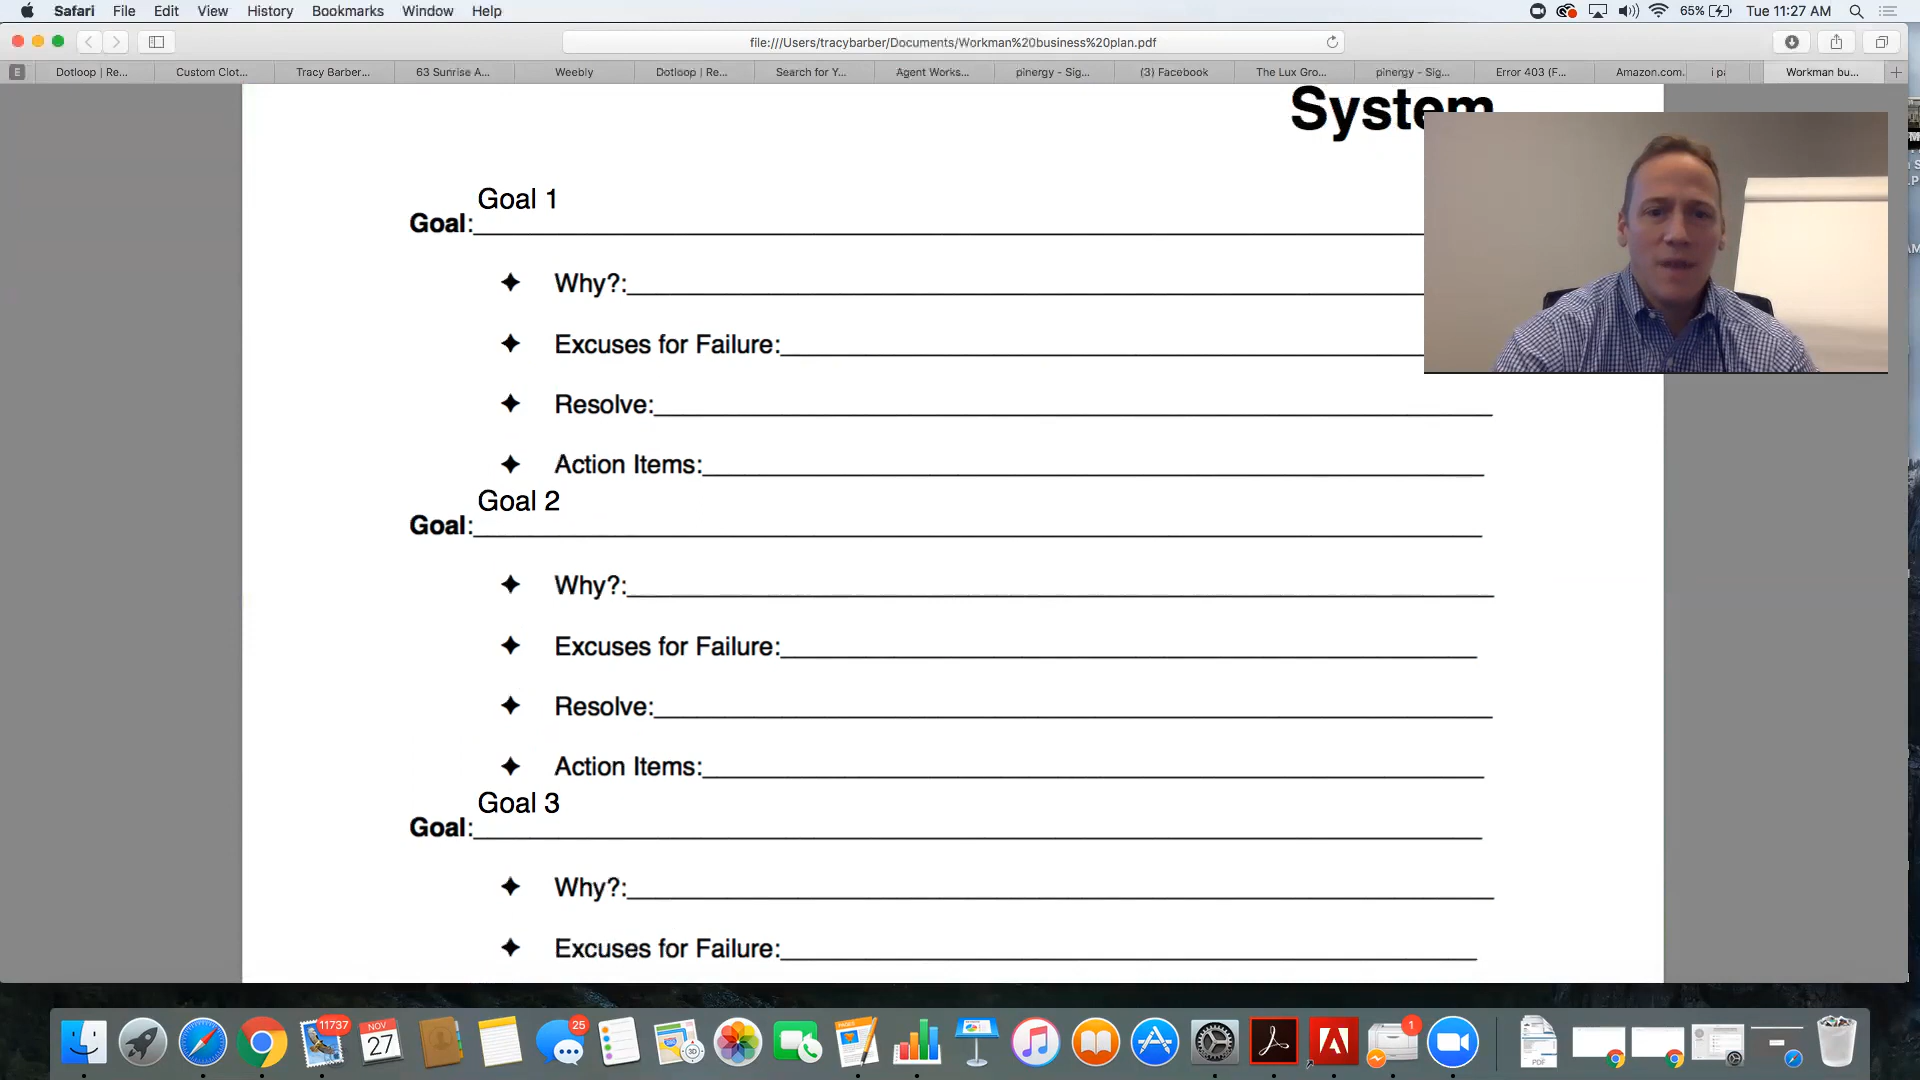 Safari File Edit View History Bookmarks Window Help 65% Tue 11:27 AM
file:///Users/tracybarber/Documents/Workman%20business%20plan.pdf
E Dotloop | Re... Custom Clot... Tracy Barber... 63 Sunrise A... Weebly Dotloop | Re... Search for Y... Agent Works... pinergy - Sig... (3) Facebook The Lux Gro... pinergy - Sig... Error 403 (F... Amazon.com. Workman bu...
System
Goal 1
Goal:
Why?:
Excuses for Failure:
Resolve:
Action Items:
Goal 2
Goal:
Why?:
Excuses for Failure:
Resolve:
Action Items:
Goal 3
Goal:
Why?:
Excuses for Failure:
11737 NOV 27 25 3D PAGES 1 PDF